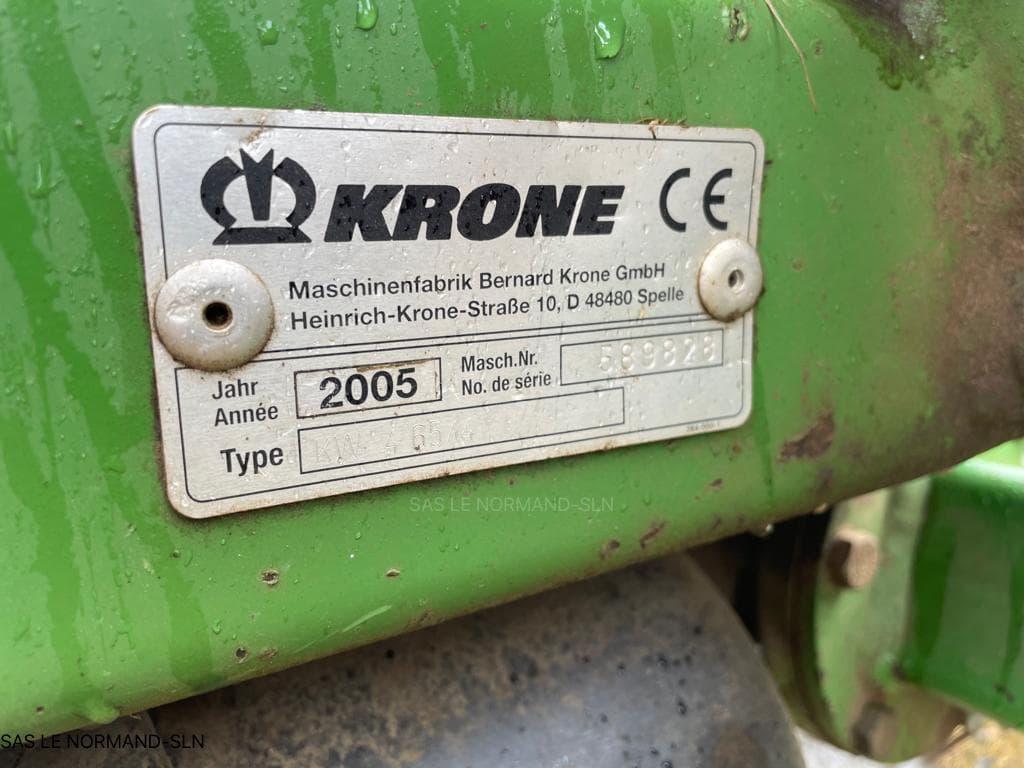 KRONE CE
Maschinenfabrik Bernard Krone GmbH
Heinrich-Krone-Straße 10, D 48480 Spelle
Jahr
Année
2005
Masch.Nr.
No. de série
589828
Type
SAS LE NORMAND-SLN
SAS LE NORMAND-SLN